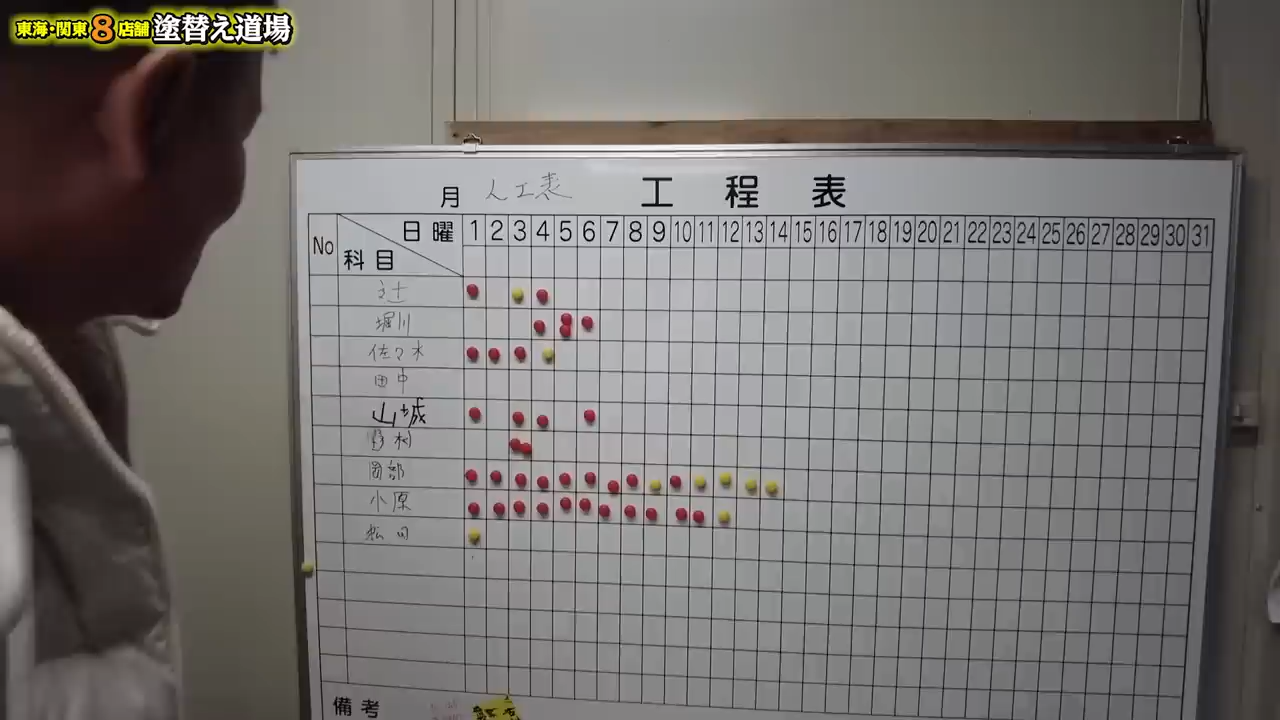 東海・関東8店舗 塗替え道場
月 人工表 工程表
No 日曜 1 2 3 4 5 6 7 8 9 10 11 12 13 14 15 16 17 18 19 20 21 22 23 24 25 26 27 28 29 30 31
科目
辻
堀川
佐々木
田中
山城
岡部
小原
備考